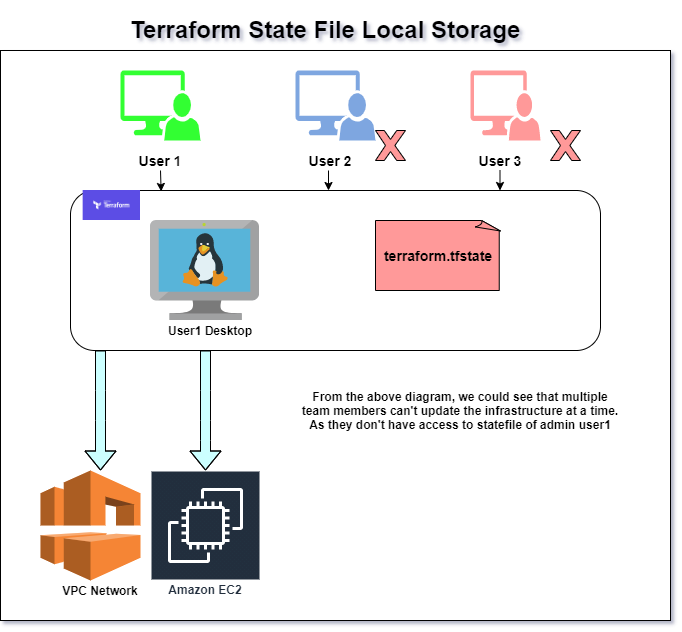 Terraform State File Local Storage
User 1
User 2
User 3
Terraform
terraform.tfstate
User1 Desktop
From the above diagram, we could see that multiple
team members can't update the infrastructure at a time.
As they don't have access to statefile of admin user1
VPC Network
Amazon EC2